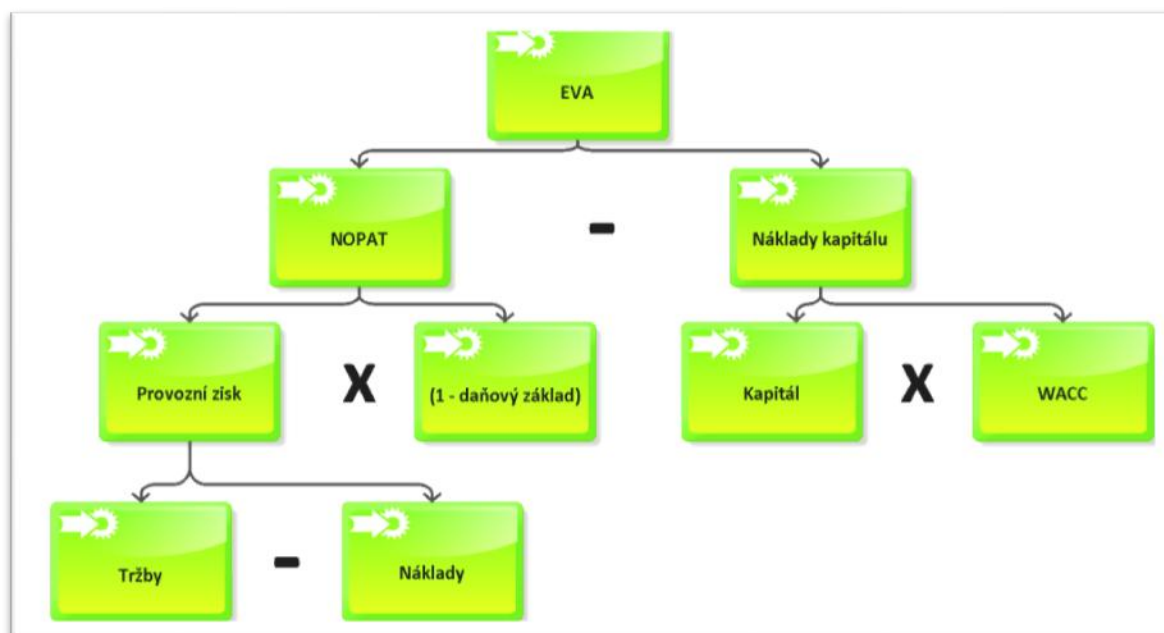 EVA
NOPAT
-
Náklady kapitálu
Provozní zisk
X
(1 - daňový základ)
Kapitál
X
WACC
Tržby
-
Náklady